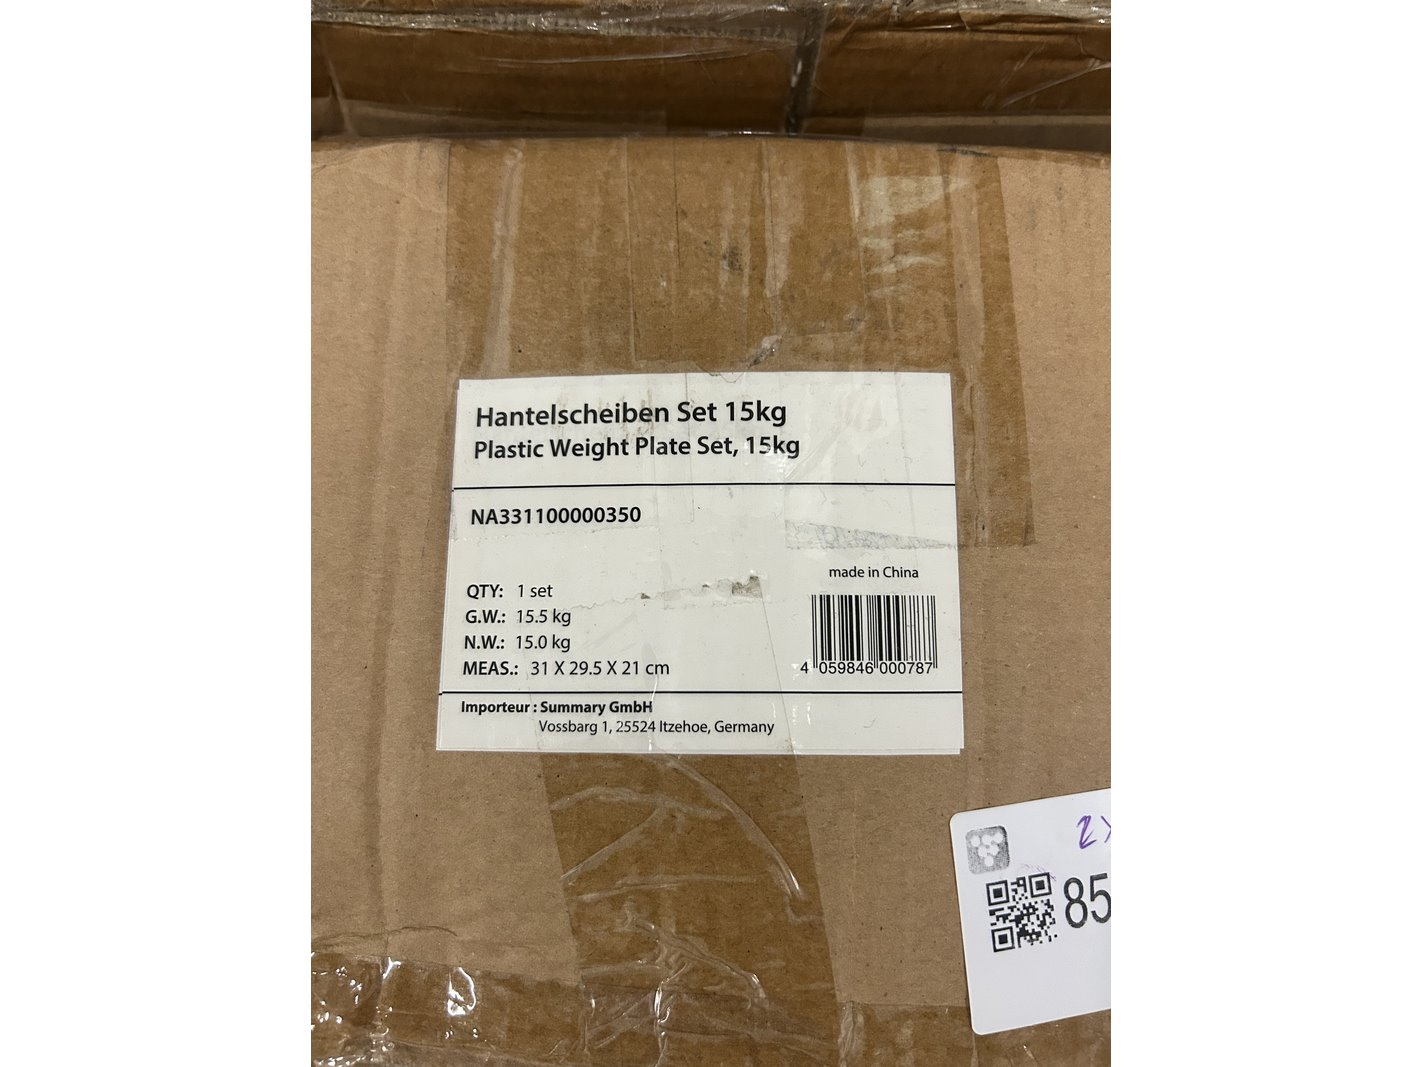 Hantelscheiben Set 15kg
Plastic Weight Plate Set, 15kg
NA331100000350
made in China
QTY: 1 set
G.W.: 15.5 kg
N.W.: 15.0 kg
MEAS.: 31 X 29.5 X 21 cm
4 059846 000787
Importeur : Summary GmbH
Vossbarg 1, 25524 Itzehoe, Germany
2X
85